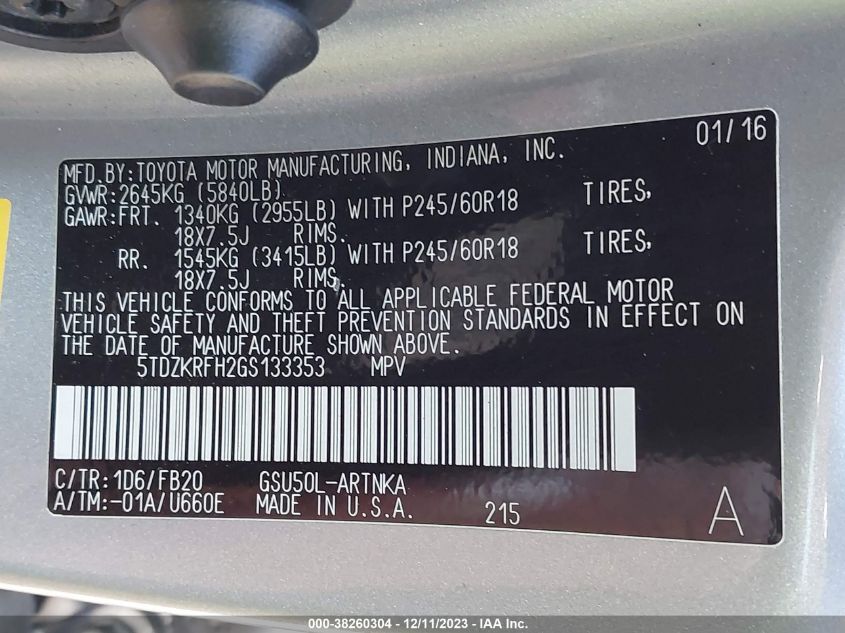 01/16
MFD.BY:TOYOTA MOTOR MANUFACTURING, INDIANA, INC.
GVWR:2645KG (5840LB)
GAWR:FRT. 1340KG (2955LB) WITH P245/60R18 TIRES,
18X7.5J RIMS.
RR. 1545KG (3415LB) WITH P245/60R18 TIRES,
18X7.5J RIMS,
THIS VEHICLE CONFORMS TO ALL APPLICABLE FEDERAL MOTOR
VEHICLE SAFETY AND THEFT PREVENTION STANDARDS IN EFFECT ON
THE DATE OF MANUFACTURE SHOWN ABOVE.
5TDZKRFH2GS133353 MPV
C/TR:1D6/FB20 GSU50L-ARTNKA
A/TM:-01A/U660E MADE IN U.S.A. 215 A
000-38260304 - 12/11/2023 - IAA Inc.